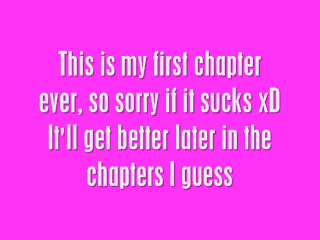 This is my first chapter
ever, so sorry if it sucks xD
It'll get better later in the
chapters I guess